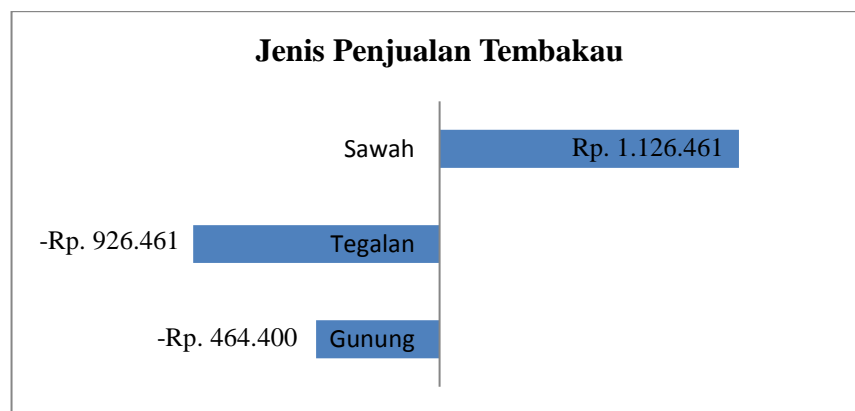 Jenis Penjualan Tembakau
Sawah Rp. 1.126.461
-Rp. 926.461 Tegalan
-Rp. 464.400 Gunung